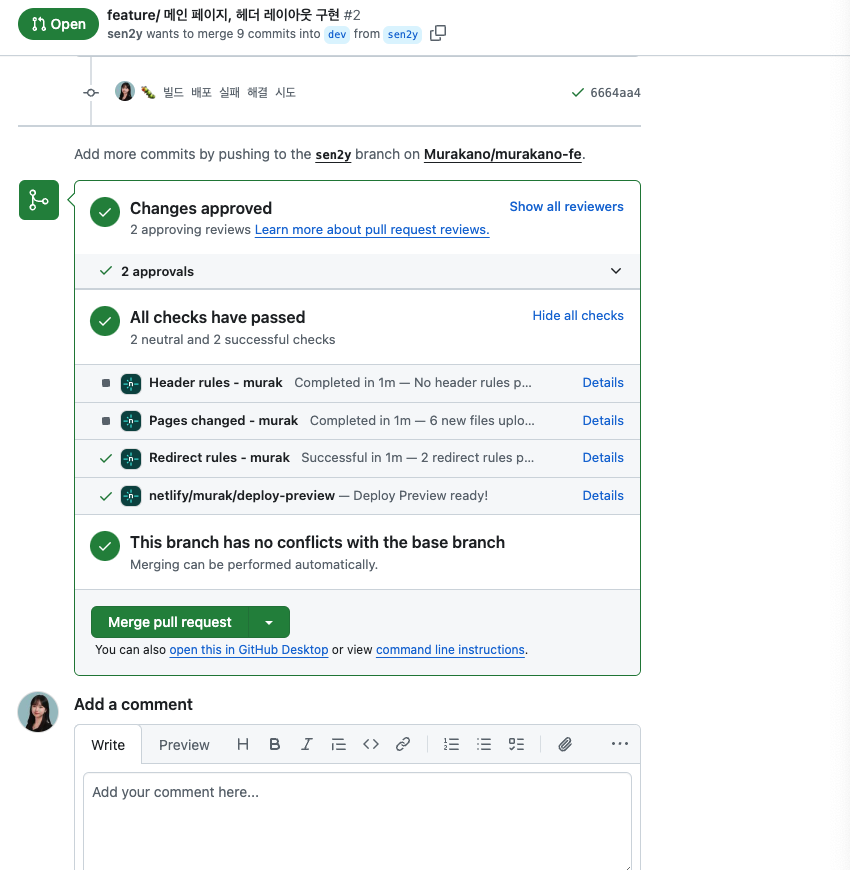 Open
feature/ 메인 페이지, 헤더 레이아웃 구현 #2
sen2y wants to merge 9 commits into dev from sen2y
빌드 배포 실패 해결 시도
6664aa4
Add more commits by pushing to the sen2y branch on Murakano/murakano-fe.
Changes approved
Show all reviewers
2 approving reviews Learn more about pull request reviews.
2 approvals
All checks have passed
Hide all checks
2 neutral and 2 successful checks
Header rules - murak Completed in 1m — No header rules p... Details
Pages changed - murak Completed in 1m — 6 new files uplo... Details
Redirect rules - murak Successful in 1m — 2 redirect rules p... Details
netlify/murak/deploy-preview — Deploy Preview ready! Details
This branch has no conflicts with the base branch
Merging can be performed automatically.
Merge pull request
You can also open this in GitHub Desktop or view command line instructions.
Add a comment
Write Preview
Add your comment here...